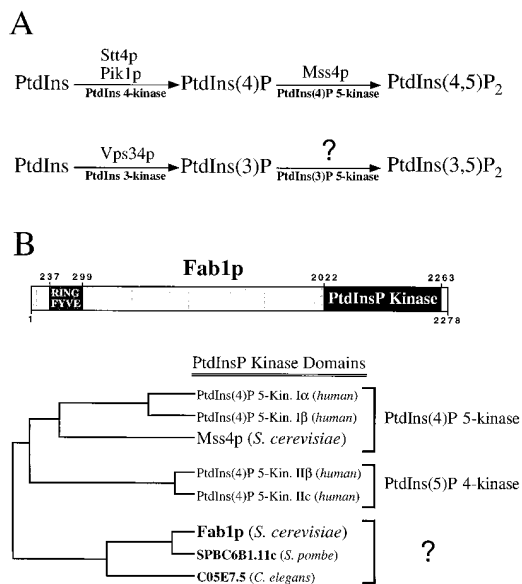 A
Stt4p
Pik1p
PtdIns
PtdIns 4-kinase
PtdIns(4)P
Mss4p
PtdIns(4)P 5-kinase
PtdIns(4,5)P2
PtdIns
Vps34p
PtdIns 3-kinase
PtdIns(3)P
?
PtdIns(3)P 5-kinase
PtdIns(3,5)P2
B
Fab1p
237 299 2022 2263
RING
FYVE
PtdInsP Kinase
1 2278
PtdInsP Kinase Domains
PtdIns(4)P 5-Kin. Iα (human)
PtdIns(4)P 5-Kin. Iβ (human)
Mss4p (S. cerevisiae)
PtdIns(4)P 5-kinase
PtdIns(4)P 5-Kin. IIβ (human)
PtdIns(4)P 5-Kin. IIc (human)
PtdIns(5)P 4-kinase
Fab1p (S. cerevisiae)
SPBC6B1.11c (S. pombe)
C05E7.5 (C. elegans)
?